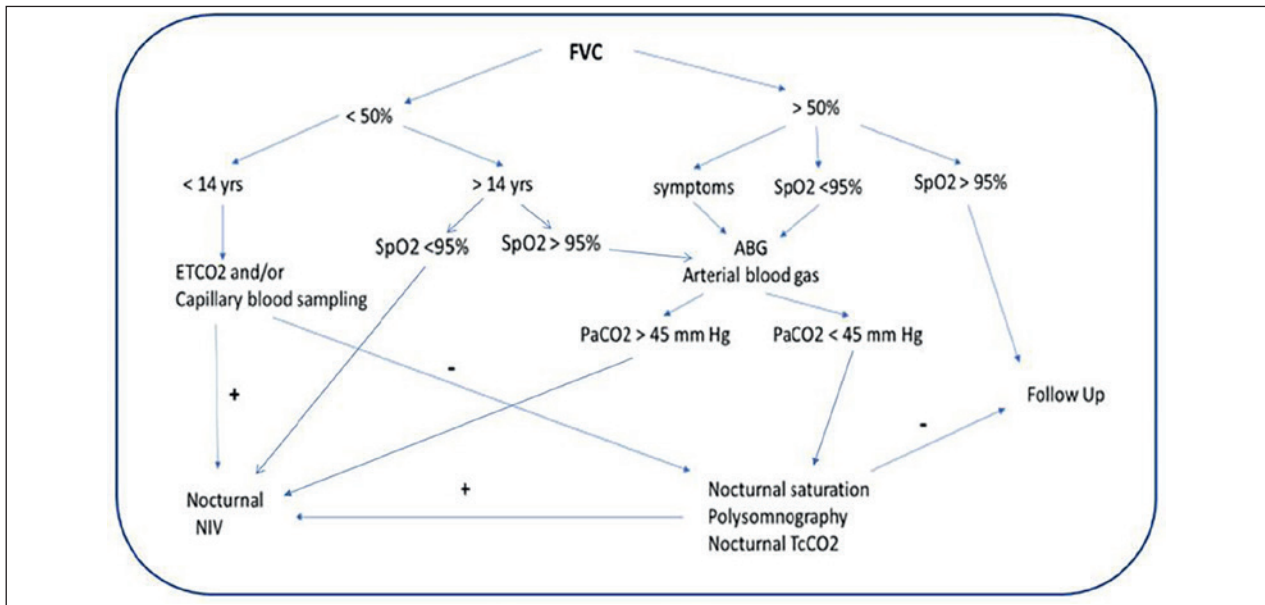 FVC
< 50%
> 50%
< 14 yrs
> 14 yrs
symptoms
SpO2 <95%
SpO2 > 95%
SpO2 <95%
SpO2 > 95%
ABG
Arterial blood gas
ETCO2 and/or
Capillary blood sampling
PaCO2 > 45 mm Hg
PaCO2 < 45 mm Hg
-
+
Follow Up
-
+
Nocturnal
NIV
Nocturnal saturation
Polysomnography
Nocturnal TcCO2